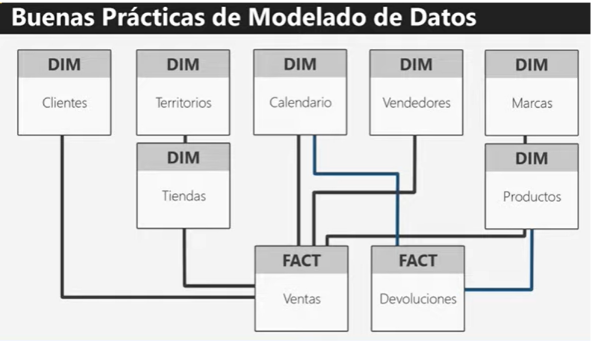 Buenas Prácticas de Modelado de Datos
DIM
Clientes
DIM
Territorios
DIM
Calendario
DIM
Vendedores
DIM
Marcas
DIM
Tiendas
DIM
Productos
FACT
Ventas
FACT
Devoluciones